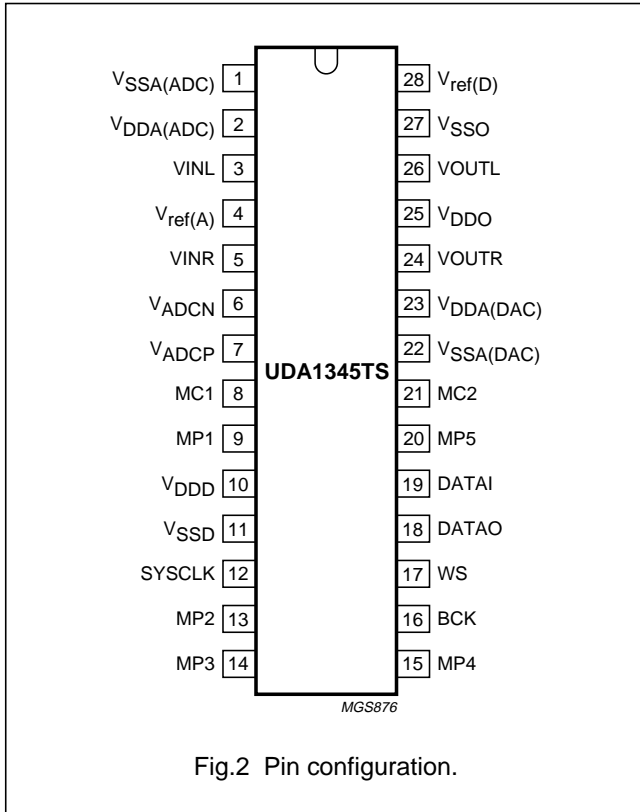 VSSA(ADC) 1 28 Vref(D)
VDDA(ADC) 2 27 VSSO
VINL 3 26 VOUTL
Vref(A) 4 25 VDDO
VINR 5 24 VOUTR
VADCN 6 23 VDDA(DAC)
VADCP 7 22 VSSA(DAC)
UDA1345TS
MC1 8 21 MC2
MP1 9 20 MP5
VDDD 10 19 DATAI
VSSD 11 18 DATAO
SYSCLK 12 17 WS
MP2 13 16 BCK
MP3 14 15 MP4
MGS876
Fig.2 Pin configuration.